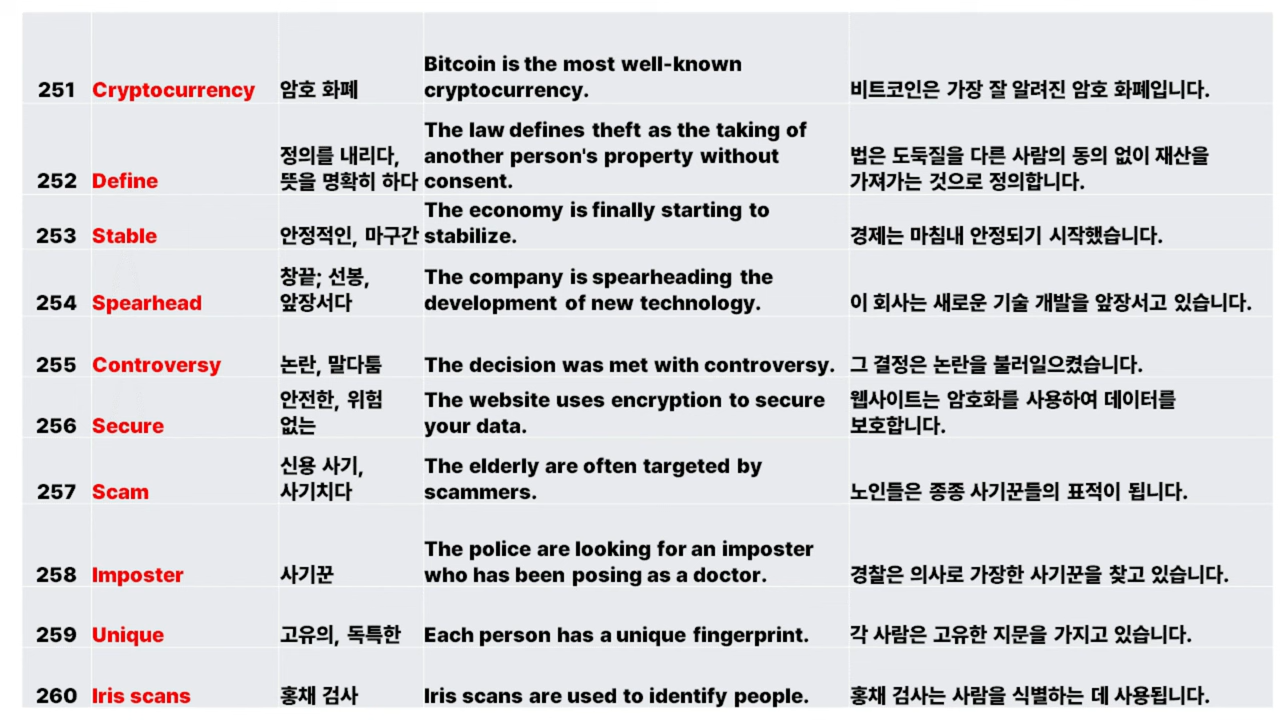 251 Cryptocurrency 암호 화폐 Bitcoin is the most well-known cryptocurrency. 비트코인은 가장 잘 알려진 암호 화폐입니다.
252 Define 정의를 내리다, 뜻을 명확히 하다 The law defines theft as the taking of another person's property without consent. 법은 도둑질을 다른 사람의 동의 없이 재산을 가져가는 것으로 정의합니다.
253 Stable 안정적인, 마구간 The economy is finally starting to stabilize. 경제는 마침내 안정되기 시작했습니다.
254 Spearhead 창끝; 선봉, 앞장서다 The company is spearheading the development of new technology. 이 회사는 새로운 기술 개발을 앞장서고 있습니다.
255 Controversy 논란, 말다툼 The decision was met with controversy. 그 결정은 논란을 불러일으켰습니다.
256 Secure 안전한, 위험 없는 The website uses encryption to secure your data. 웹사이트는 암호화를 사용하여 데이터를 보호합니다.
257 Scam 신용 사기, 사기치다 The elderly are often targeted by scammers. 노인들은 종종 사기꾼들의 표적이 됩니다.
258 Imposter 사기꾼 The police are looking for an imposter who has been posing as a doctor. 경찰은 의사로 가장한 사기꾼을 찾고 있습니다.
259 Unique 고유의, 독특한 Each person has a unique fingerprint. 각 사람은 고유한 지문을 가지고 있습니다.
260 Iris scans 홍채 검사 Iris scans are used to identify people. 홍채 검사는 사람을 식별하는 데 사용됩니다.